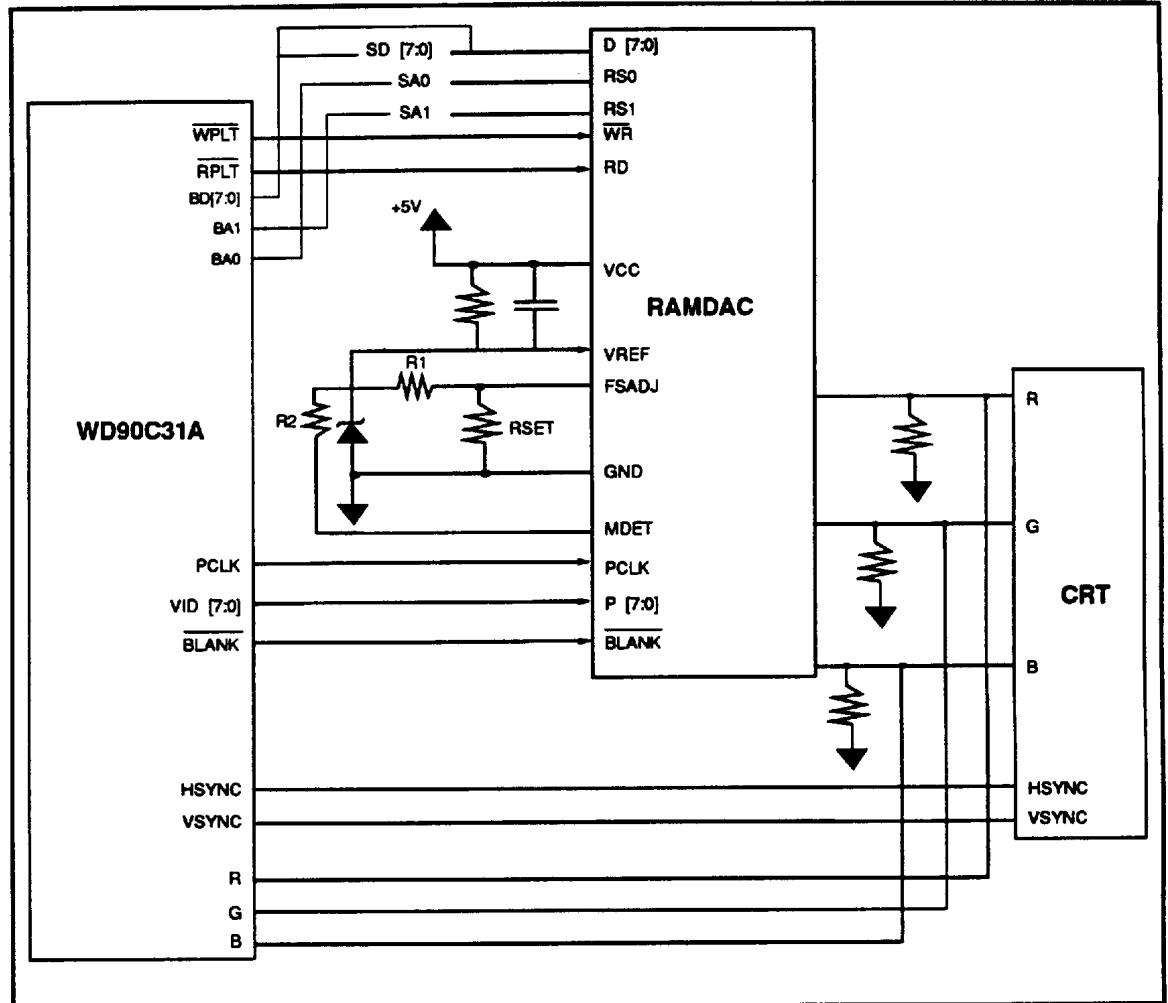 SD [7:0]
D [7:0]
SA0
RS0
SA1
RS1
WPLT
WR
RPLT
RD
BD[7:0]
BA1
BA0
+5V
VCC
RAMDAC
VREF
R1
FSADJ
R2
RSET
WD90C31A
GND
MDET
PCLK
PCLK
VID [7:0]
P [7:0]
BLANK
BLANK
R
G
CRT
B
HSYNC
HSYNC
VSYNC
VSYNC
R
G
B